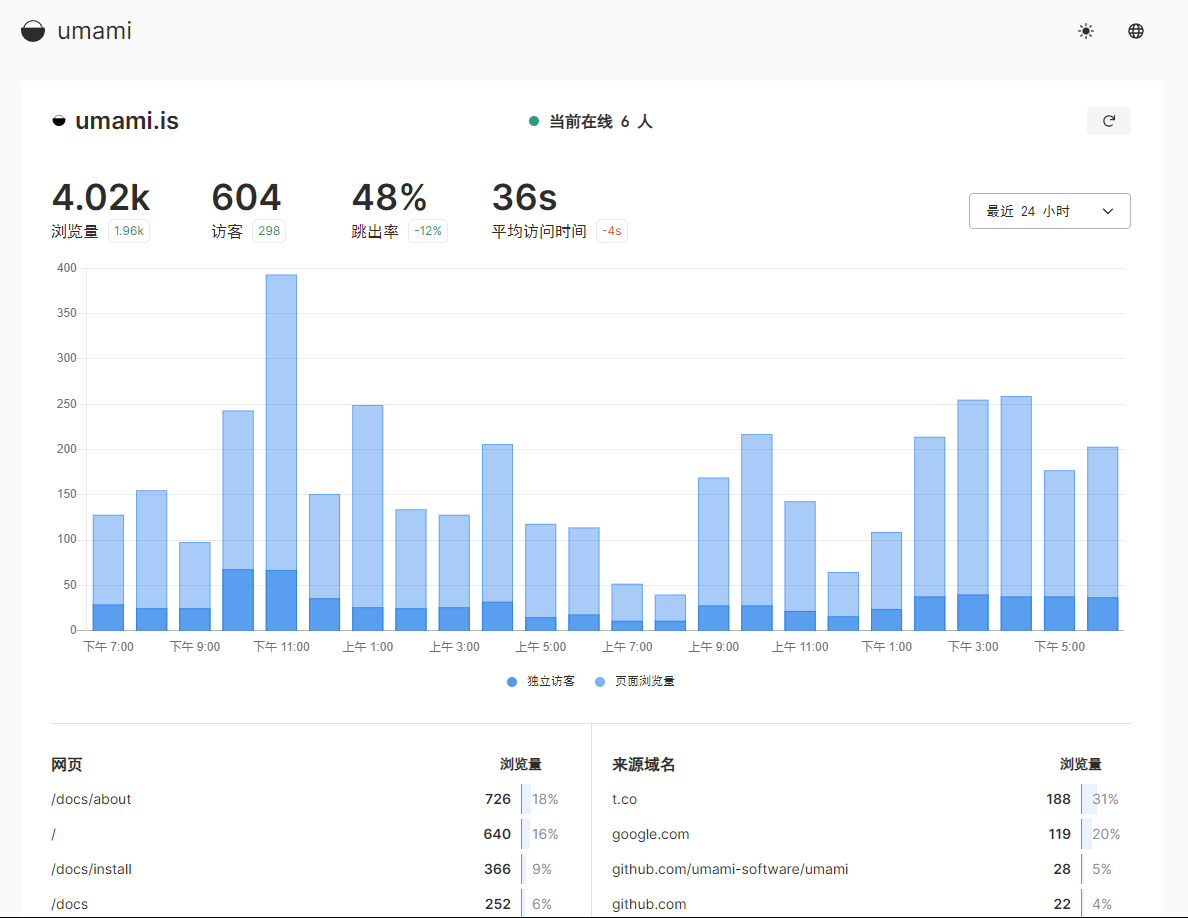 umami
umami.is
当前在线 6 人
4.02k
浏览量 1.96k
604
访客 298
48%
跳出率 -12%
36s
平均访问时间 -4s
最近 24 小时
400
350
300
250
200
150
100
50
0
下午 7:00 下午 9:00 下午 11:00 上午 1:00 上午 3:00 上午 5:00 上午 7:00 上午 9:00 上午 11:00 下午 1:00 下午 3:00 下午 5:00
独立访客 页面浏览量
网页 浏览量
/docs/about 726 18%
/ 640 16%
/docs/install 366 9%
/docs 252 6%
来源域名 浏览量
t.co 188 31%
google.com 119 20%
github.com/umami-software/umami 28 5%
github.com 22 4%